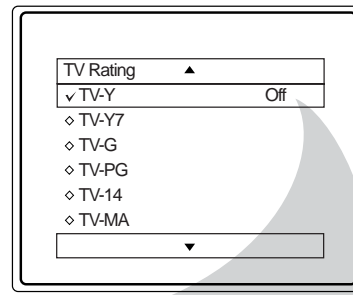 TV Rating ▲
✓ TV-Y Off
◇ TV-Y7
◇ TV-G
◇ TV-PG
◇ TV-14
◇ TV-MA
▼